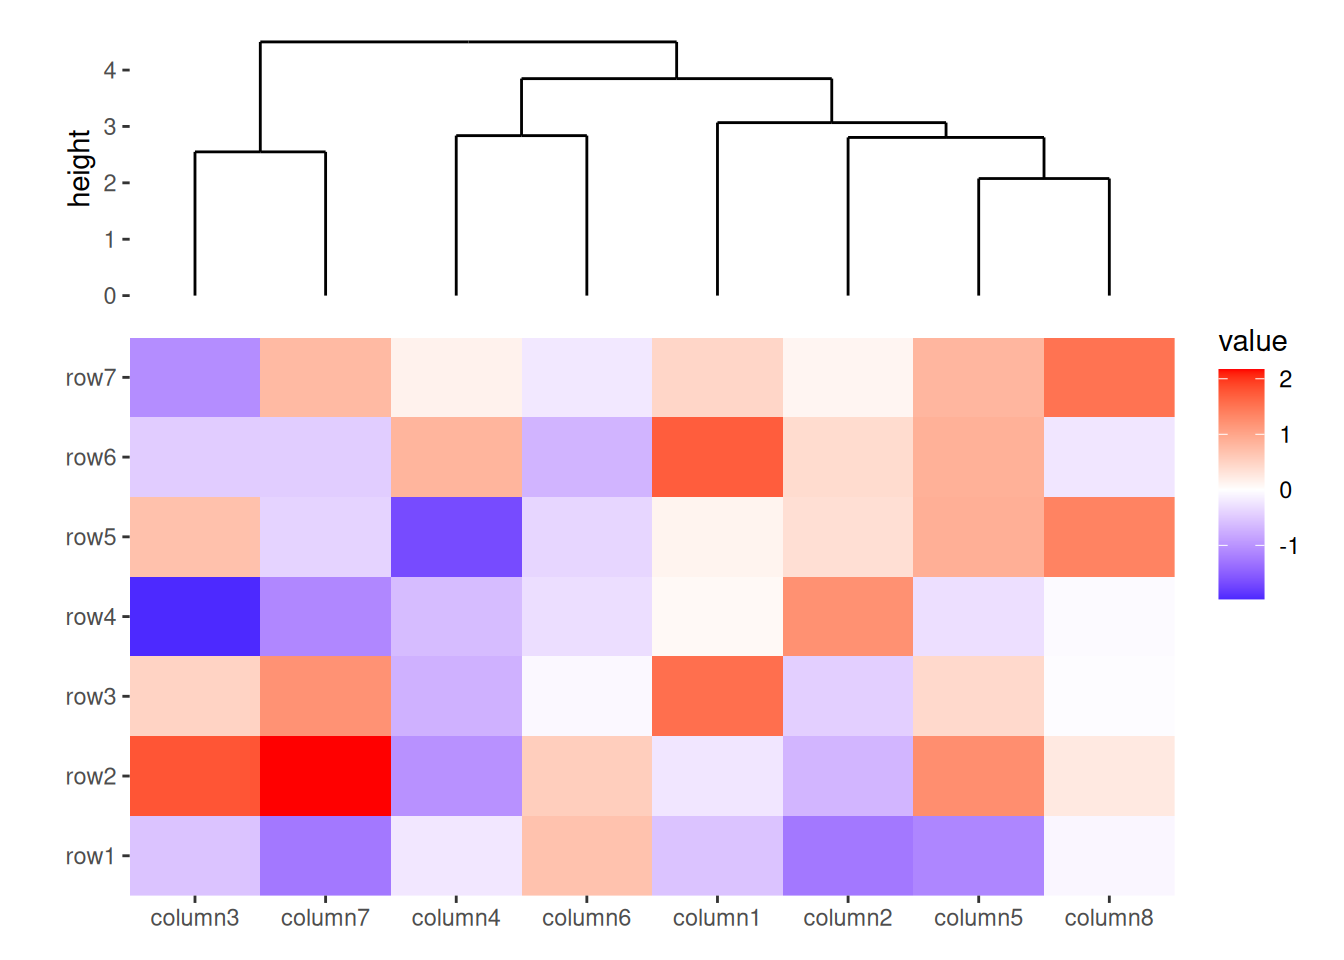 4
3
2
1
0
height
value
2
1
0
-1
row7
row6
row5
row4
row3
row2
row1
column3 column7 column4 column6 column1 column2 column5 column8